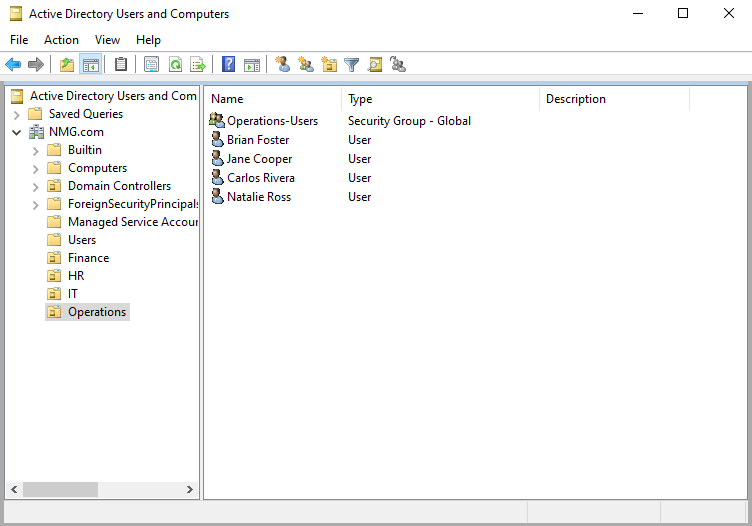 Active Directory Users and Computers
File Action View Help
Active Directory Users and Com
Saved Queries
NMG.com
Builtin
Computers
Domain Controllers
ForeignSecurityPrincipals
Managed Service Accour
Users
Finance
HR
IT
Operations
Name Type Description
Operations-Users Security Group - Global
Brian Foster User
Jane Cooper User
Carlos Rivera User
Natalie Ross User